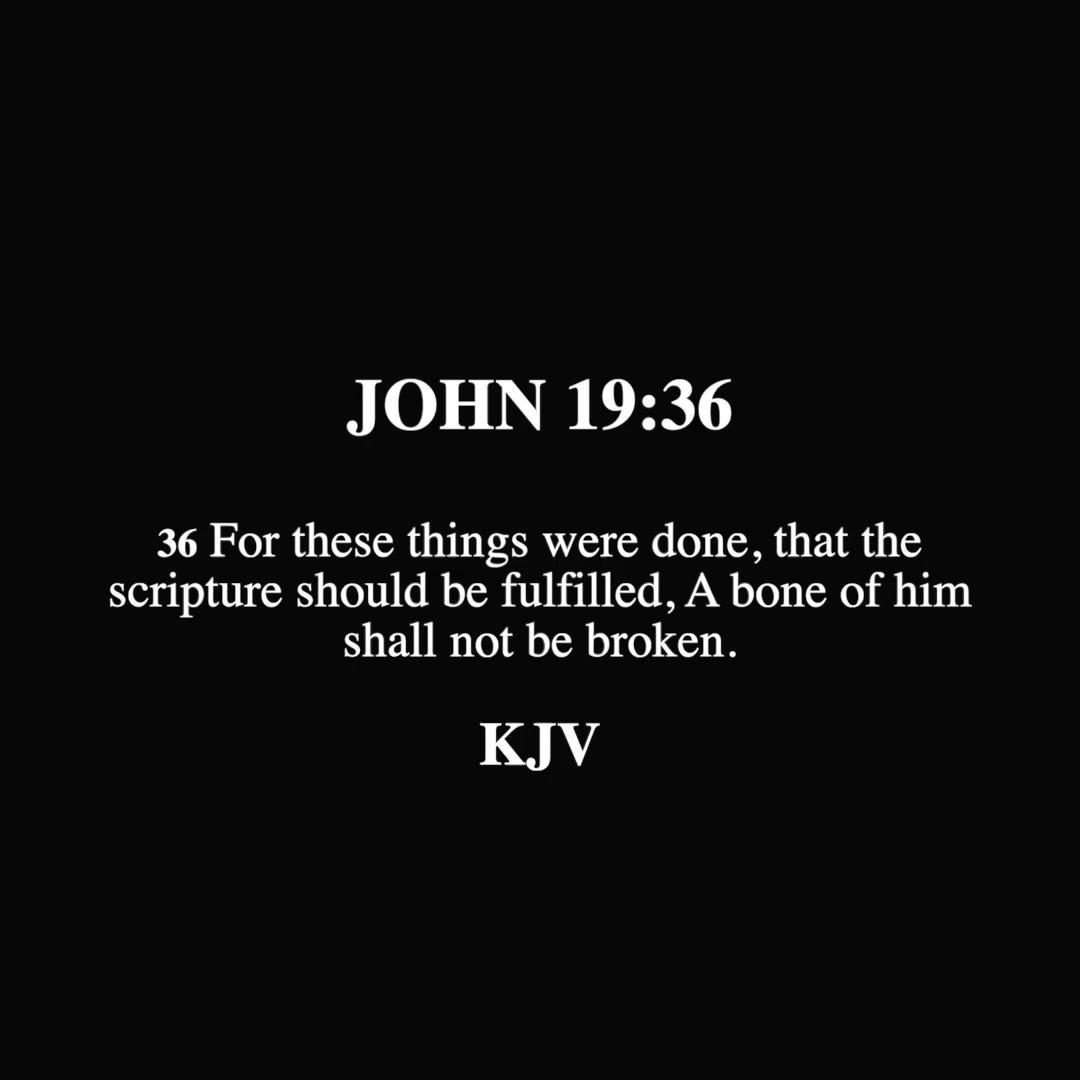 JOHN 19:36
36 For these things were done, that the
scripture should be fulfilled, A bone of him
shall not be broken.
KJV